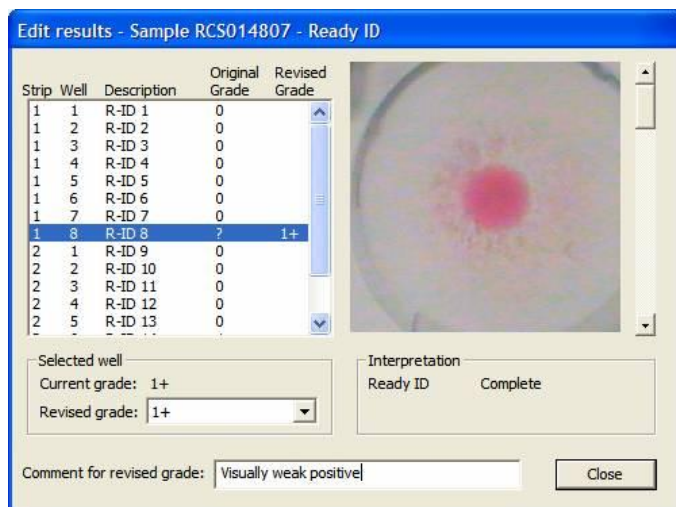 Edit results - Sample RCS014807 - Ready ID
Original Revised
Strip Well Description Grade Grade
1 1 R-ID 1 0
1 2 R-ID 2 0
1 3 R-ID 3 0
1 4 R-ID 4 0
1 5 R-ID 5 0
1 6 R-ID 6 0
1 7 R-ID 7 0
1 8 R-ID 8 ? 1+
2 1 R-ID 9 0
2 2 R-ID 10 0
2 3 R-ID 11 0
2 4 R-ID 12 0
2 5 R-ID 13 0
Selected well
Current grade: 1+
Revised grade: 1+
Interpretation
Ready ID Complete
Comment for revised grade: Visually weak positive
Close